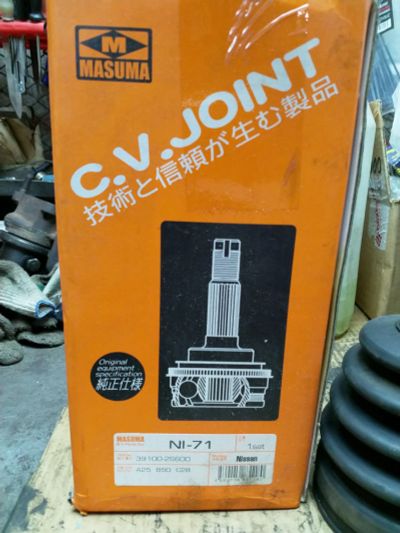 M
MASUMA
C.V.JOINT
技術と信頼が生む製品
Original
equipment
specification
純正仕様
MASUMA
NI-71
1set
39100-2S600
Nissan
A25 B50 C28